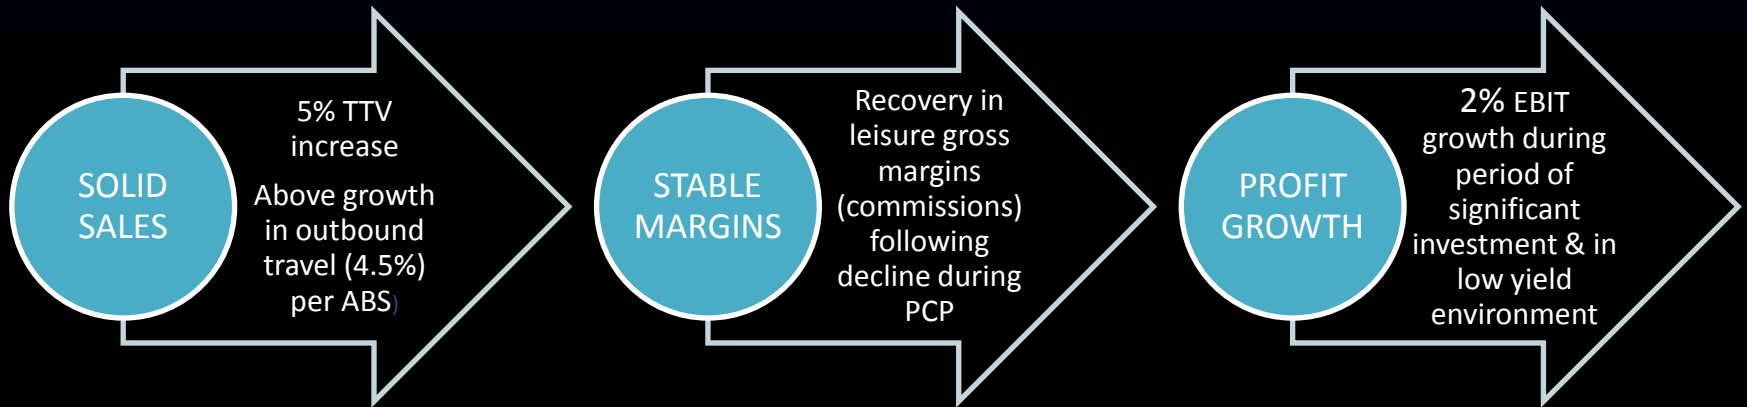 SOLID
SALES
5% TTV
increase
Above growth
in outbound
travel (4.5%)
per ABS)
STABLE
MARGINS
Recovery in
leisure gross
margins
(commissions)
following
decline during
PCP
PROFIT
GROWTH
2% EBIT
growth during
period of
significant
investment & in
low yield
environment